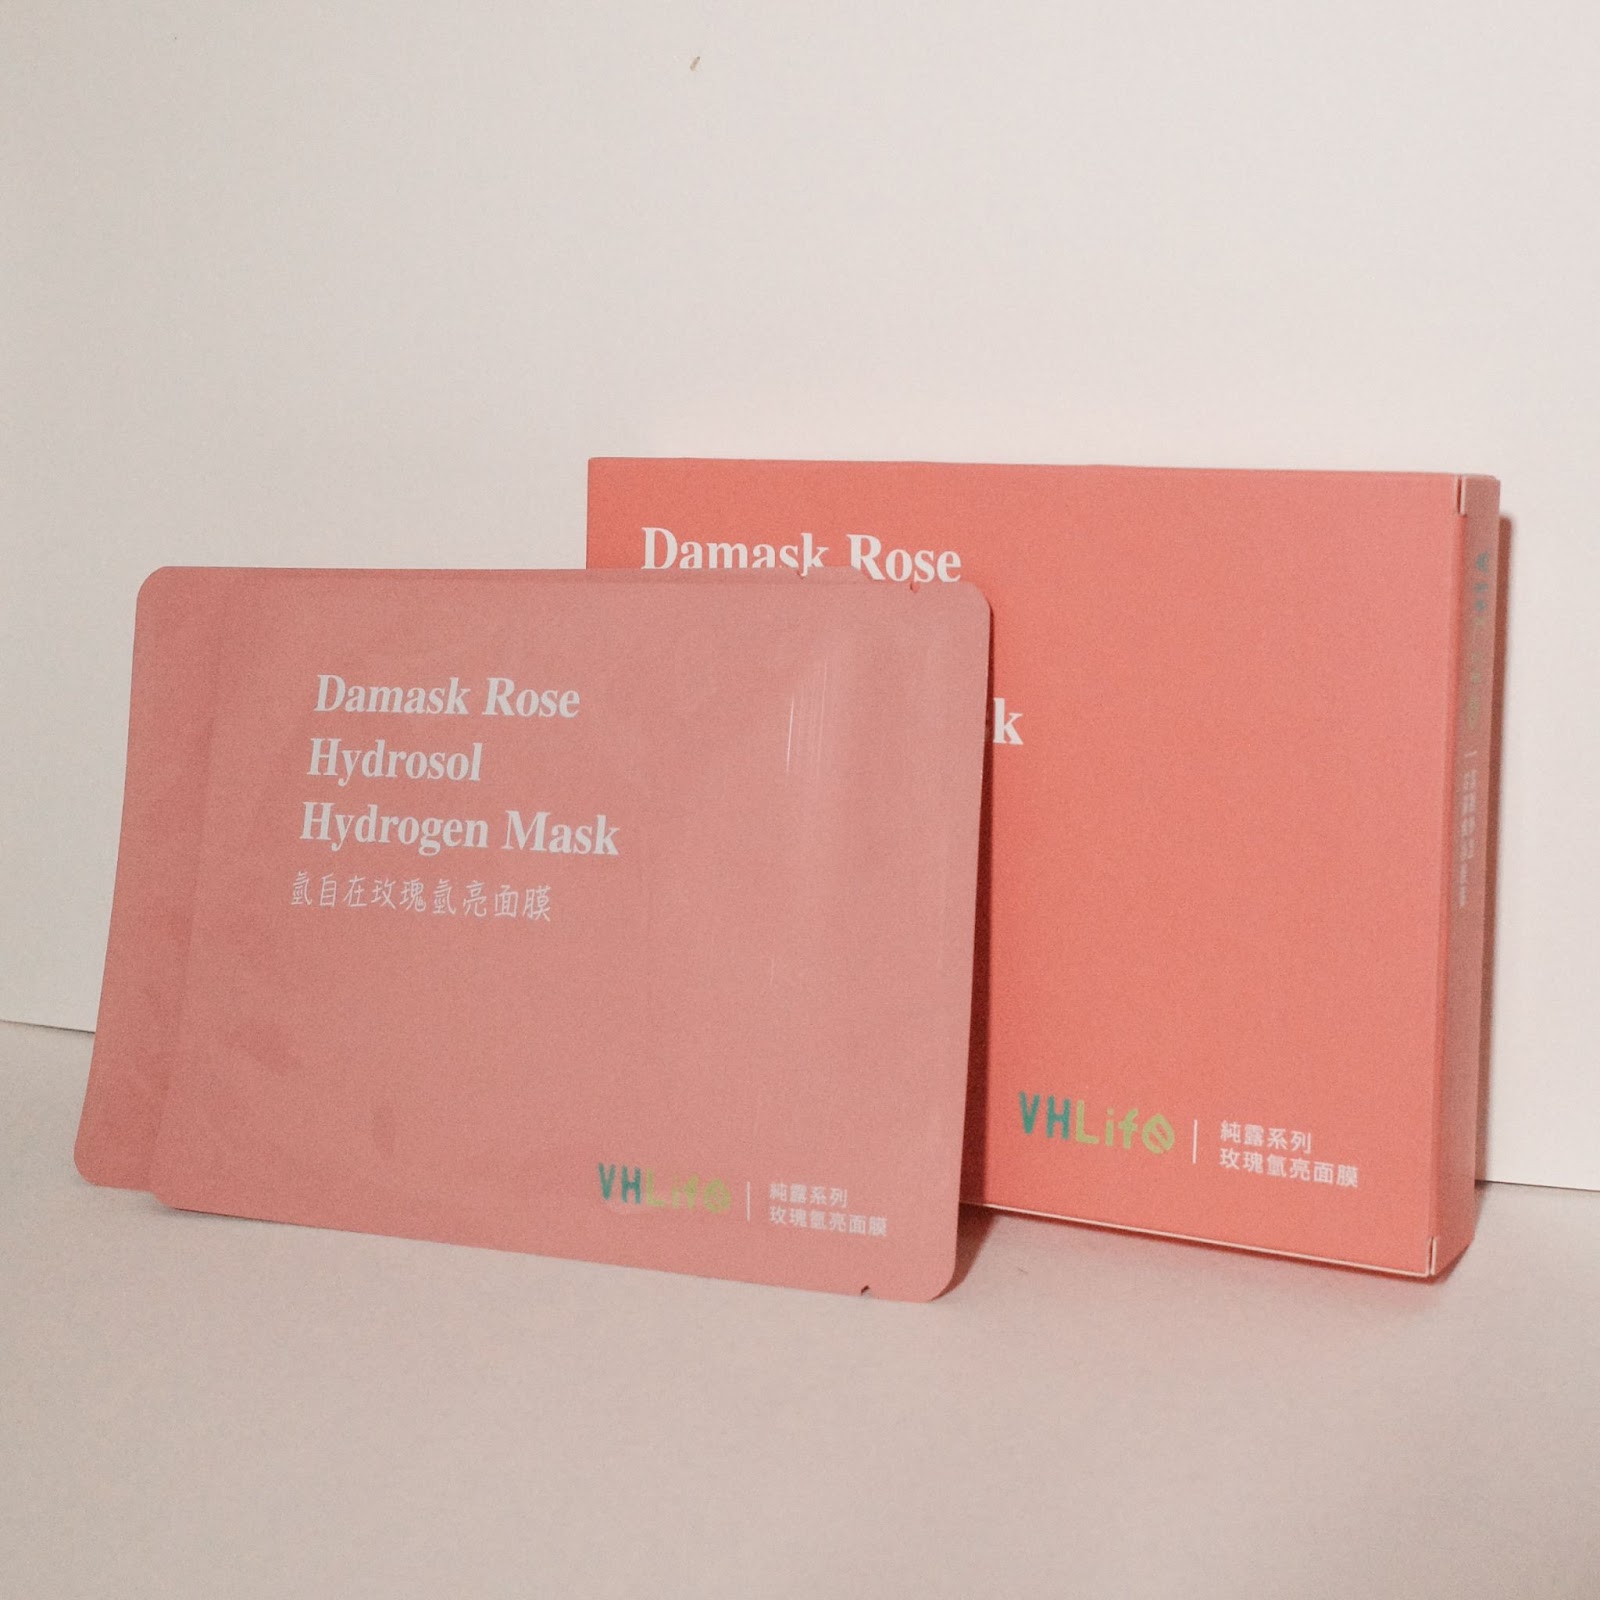 Damask Rose
Hydrosol
Hydrogen Mask
氫自在玫瑰氫亮面膜
VHLife
純露系列
玫瑰氫亮面膜
Damask Rose
k
VHLife
純露系列
玫瑰氫亮面膜